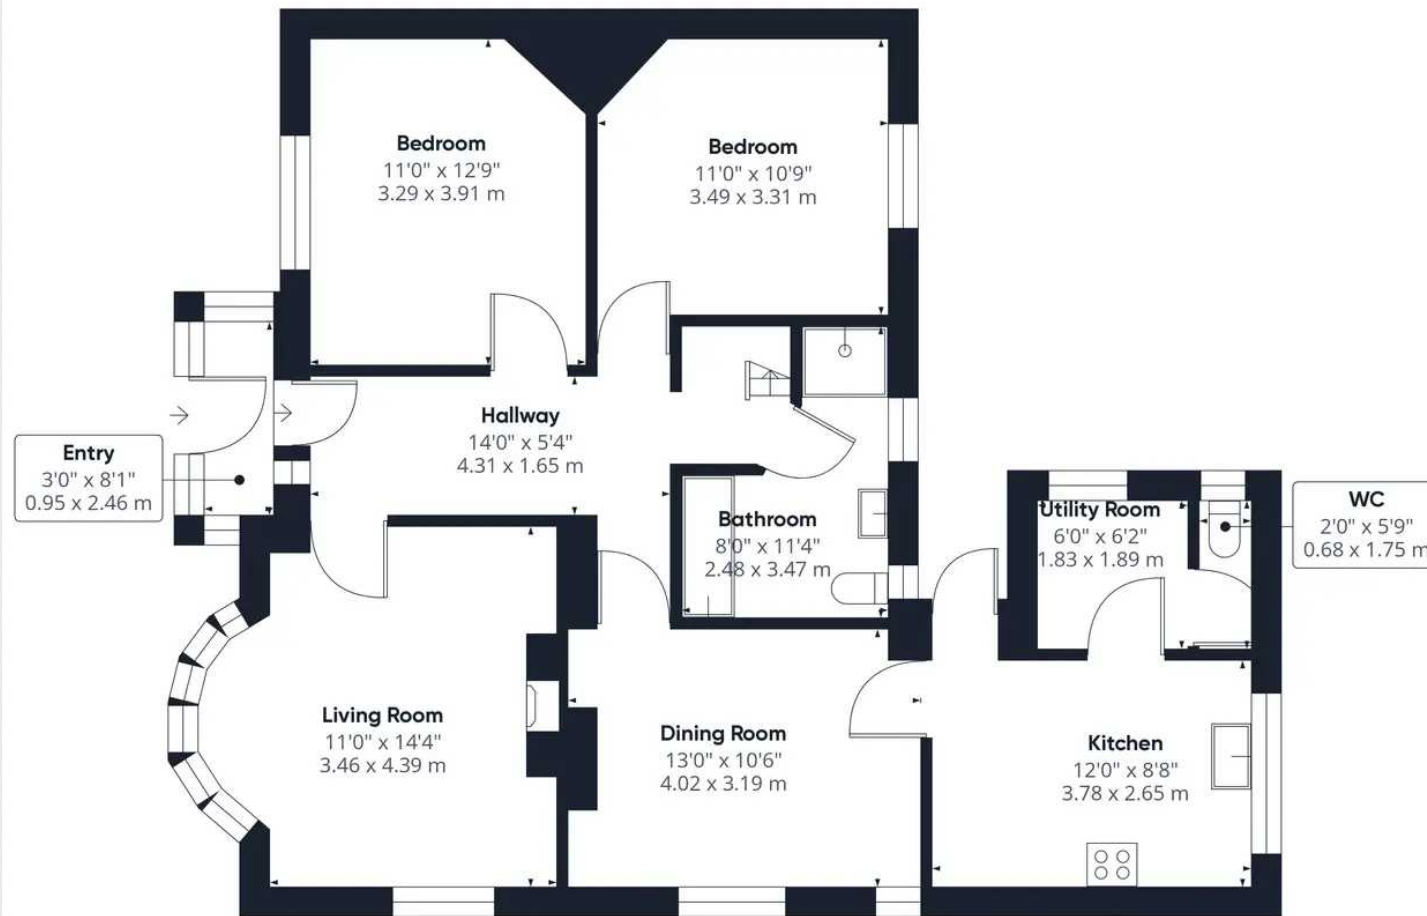 Bedroom
11'0" x 12'9"
3.29 x 3.91 m
Bedroom
11'0" x 10'9"
3.49 x 3.31 m
Hallway
14'0" x 5'4"
4.31 x 1.65 m
Entry
3'0" x 8'1"
0.95 x 2.46 m
Bathroom
8'0" x 11'4"
2.48 x 3.47 m
Utility Room
6'0" x 6'2"
1.83 x 1.89 m
WC
2'0" x 5'9"
0.68 x 1.75 m
Living Room
11'0" x 14'4"
3.46 x 4.39 m
Dining Room
13'0" x 10'6"
4.02 x 3.19 m
Kitchen
12'0" x 8'8"
3.78 x 2.65 m